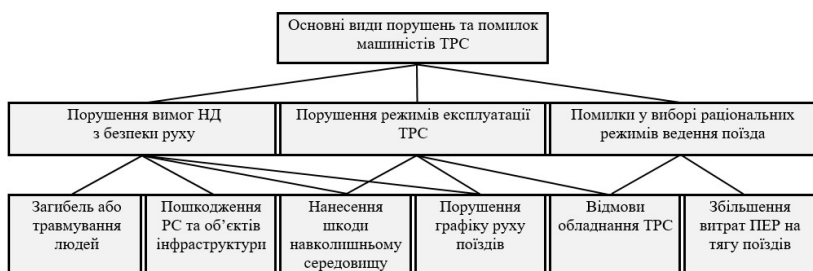 Основні види порушень та помилок
машиністів ТРС
Порушення вимог НД
з безпеки руху
Порушення режимів експлуатації
ТРС
Помилки у виборі раціональних
режимів ведення поїзда
Загибель або
травмування
людей
Пошкодження
РС та об’єктів
інфраструктури
Нанесення
шкоди
навколишньому
середовищу
Порушення
графіку руху
поїздів
Відмови
обладнання ТРС
Збільшення
витрат ПЕР на
тягу поїздів